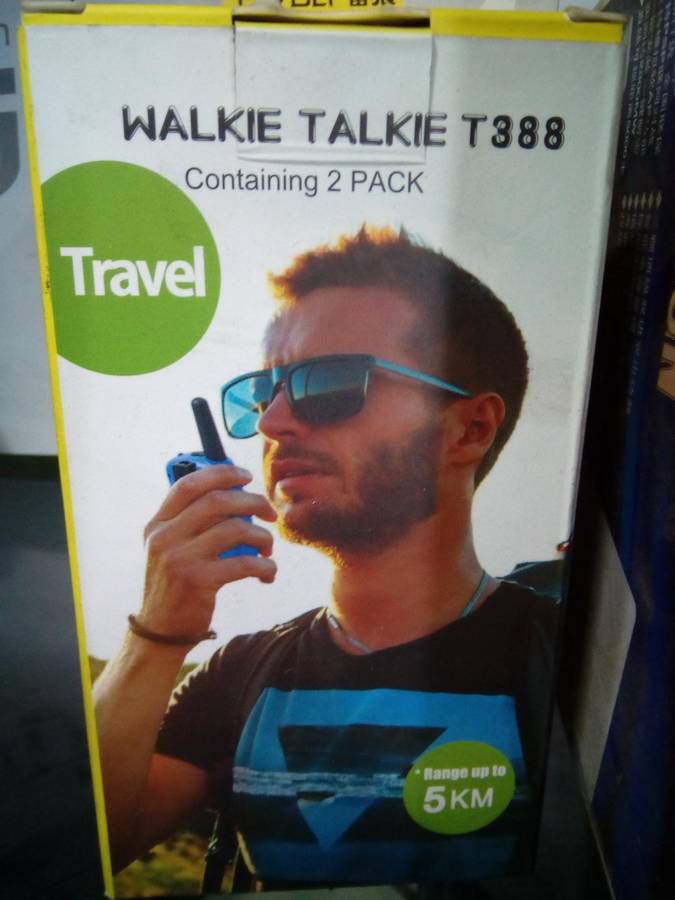 WALKIE TALKIE T388
Containing 2 PACK
Travel
* Range up to
5KM